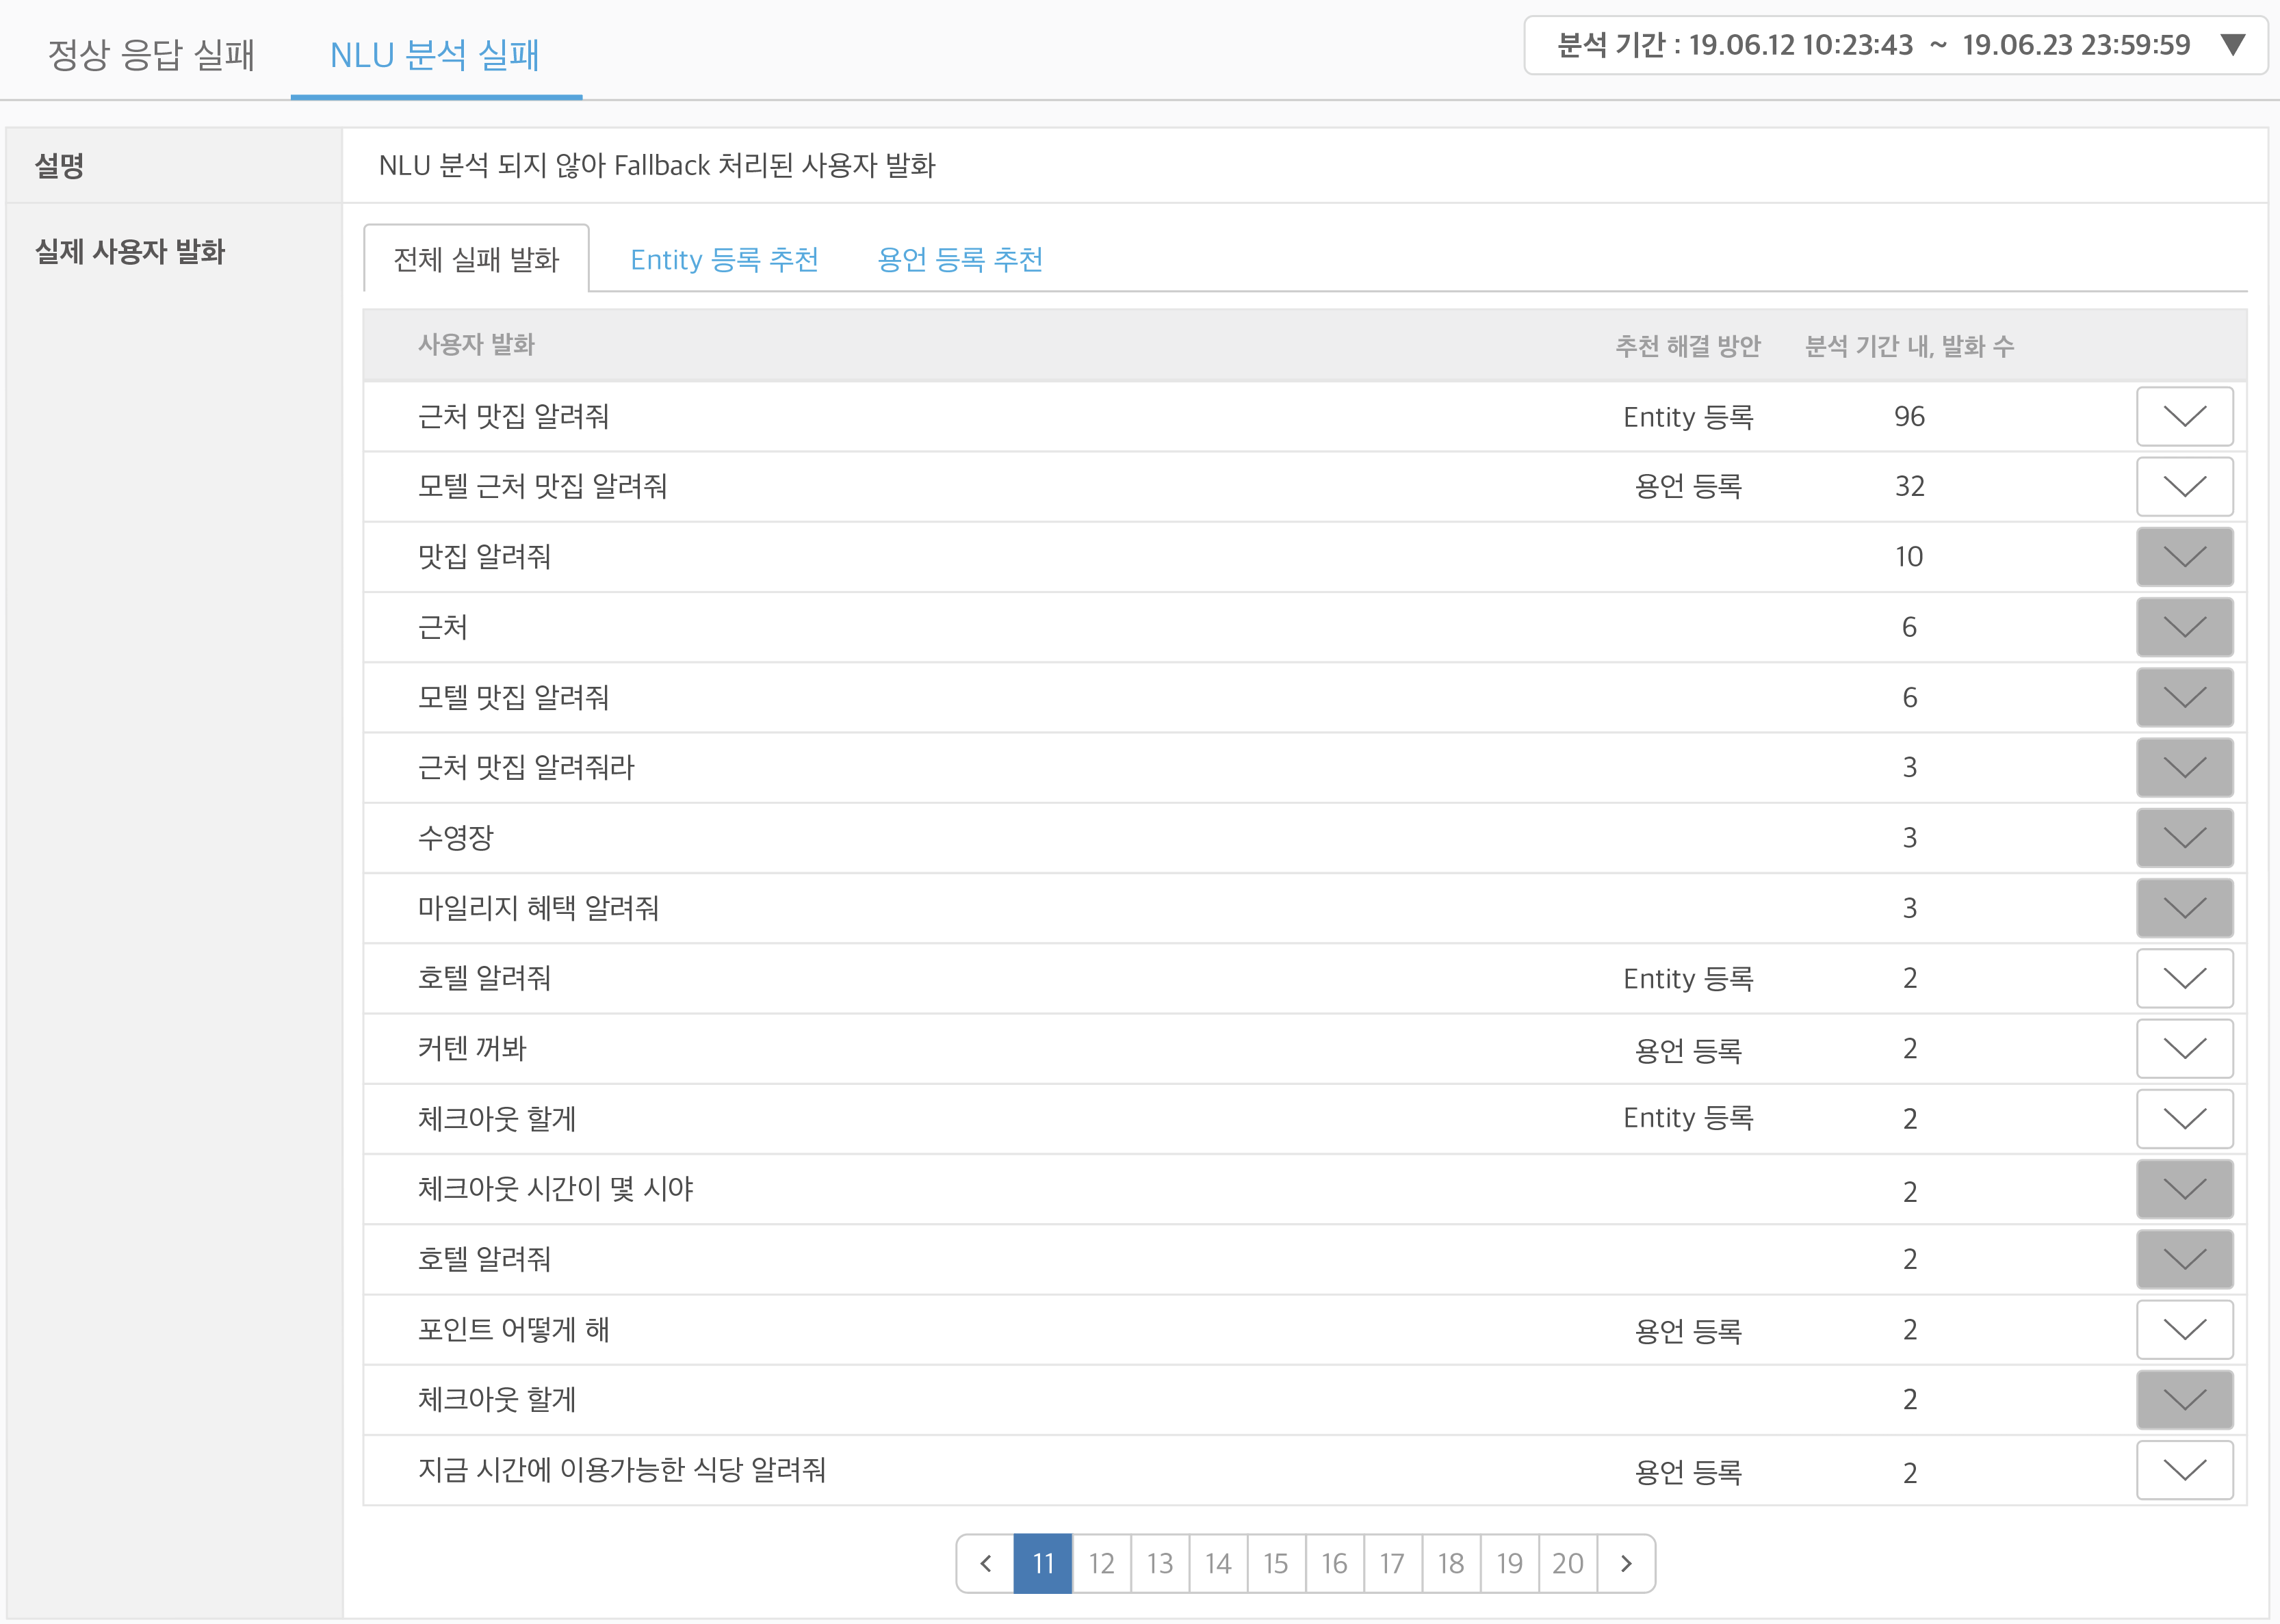 정상 응답 실패 NLU 분석 실패 분석 기간 : 19.06.12 10:23:43 ~ 19.06.23 23:59:59 ▼
설명 NLU 분석 되지 않아 Fallback 처리된 사용자 발화
실제 사용자 발화 전체 실패 발화 Entity 등록 추천 용언 등록 추천
사용자 발화 추천 해결 방안 분석 기간 내, 발화 수
근처 맛집 알려줘 Entity 등록 96
모텔 근처 맛집 알려줘 용언 등록 32
맛집 알려줘 10
근처 6
모텔 맛집 알려줘 6
근처 맛집 알려줘라 3
수영장 3
마일리지 혜택 알려줘 3
호텔 알려줘 Entity 등록 2
커텐 꺼봐 용언 등록 2
체크아웃 할게 Entity 등록 2
체크아웃 시간이 몇 시야 2
호텔 알려줘 2
포인트 어떻게 해 용언 등록 2
체크아웃 할게 2
지금 시간에 이용가능한 식당 알려줘 용언 등록 2
< 11 12 13 14 15 16 17 18 19 20 >